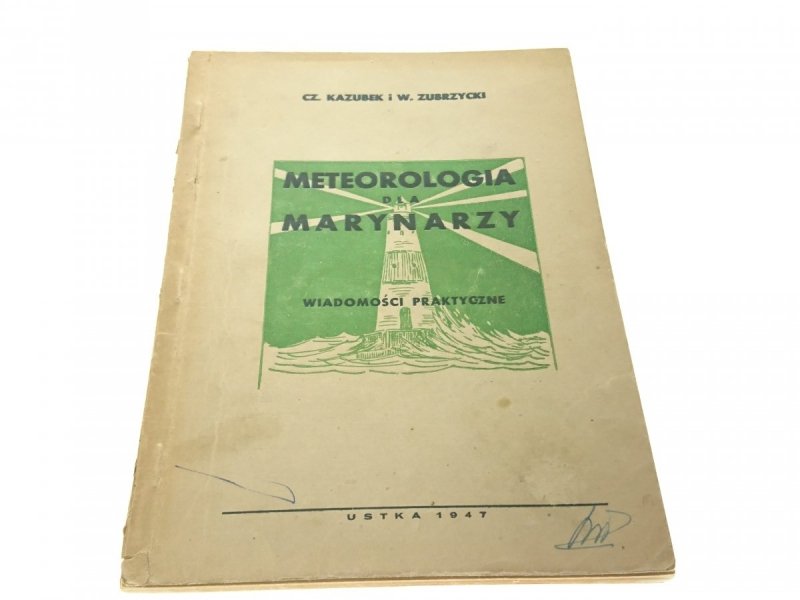 CZ. KAZUBEK i W. ZUBRZYCKI
METEOROLOGIA
DLA
MARYNARZY
WIADOMOŚCI PRAKTYCZNE
USTKA 1947